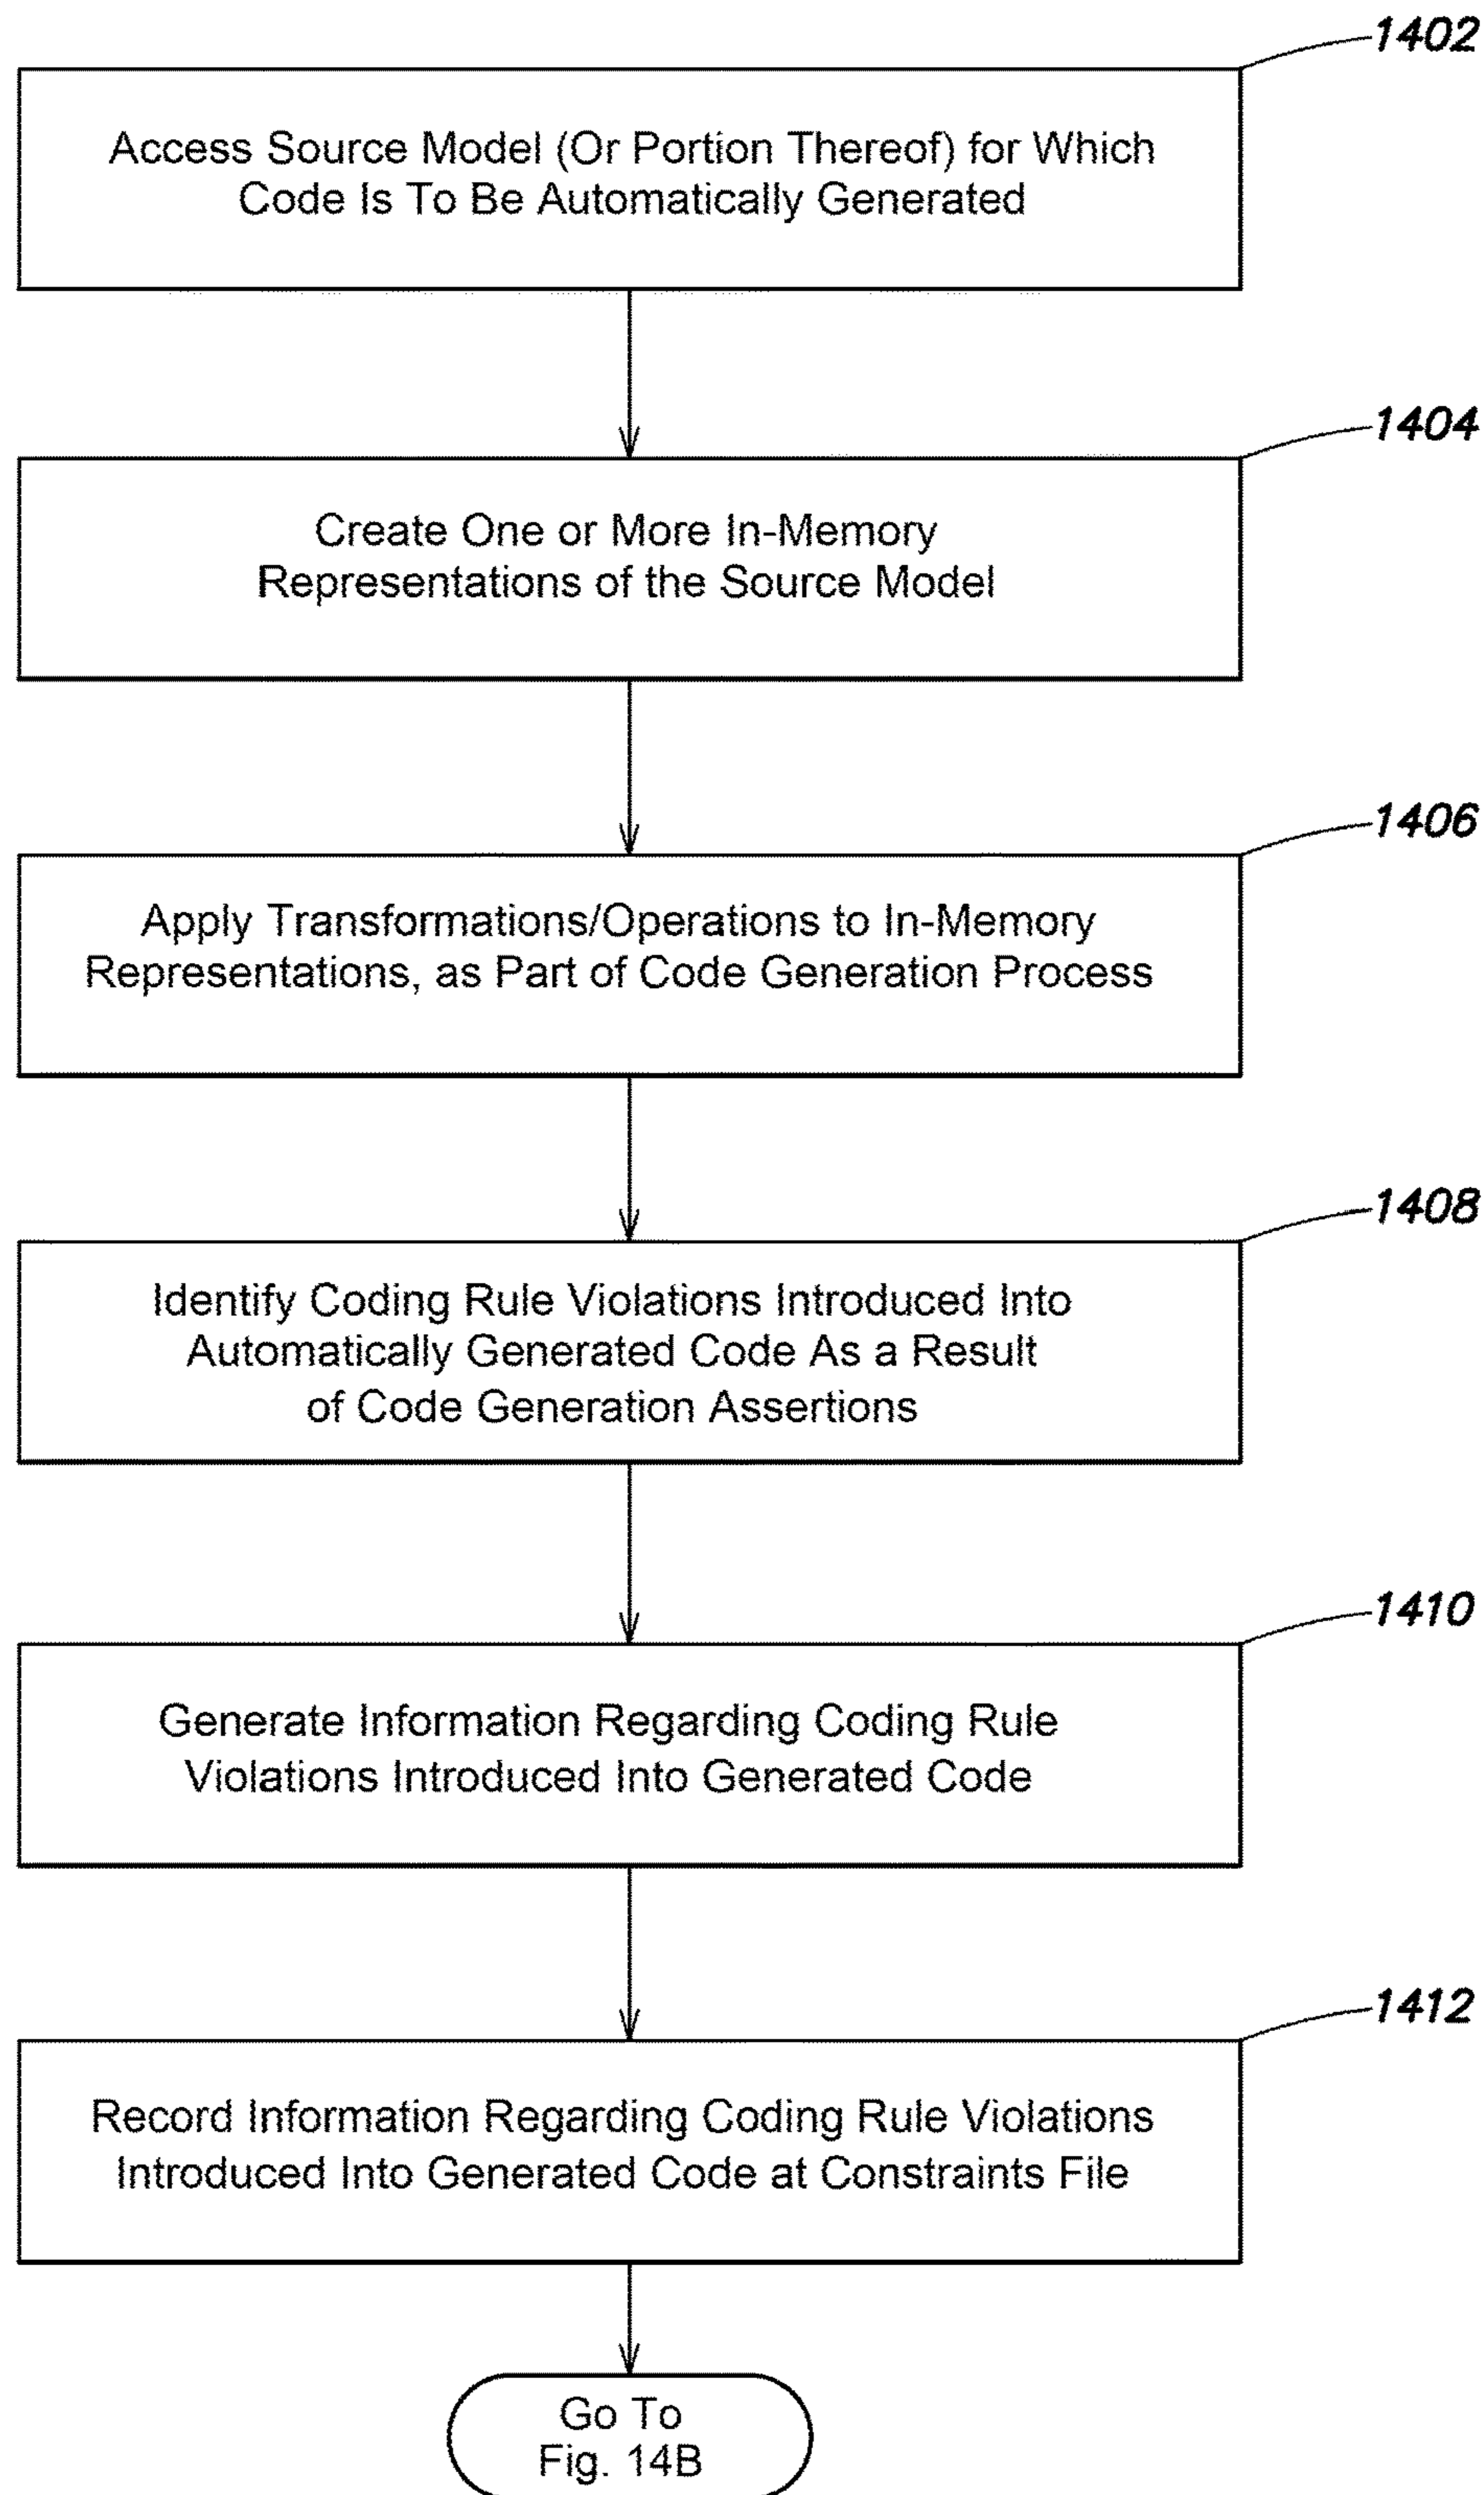 1402
Access Source Model (Or Portion Thereof) for Which
Code Is To Be Automatically Generated
1404
Create One or More In-Memory
Representations of the Source Model
1406
Apply Transformations/Operations to In-Memory
Representations, as Part of Code Generation Process
1408
Identify Coding Rule Violations Introduced Into
Automatically Generated Code As a Result
of Code Generation Assertions
1410
Generate Information Regarding Coding Rule
Violations Introduced Into Generated Code
1412
Record Information Regarding Coding Rule Violations
Introduced Into Generated Code at Constraints File
Go To
Fig. 14B